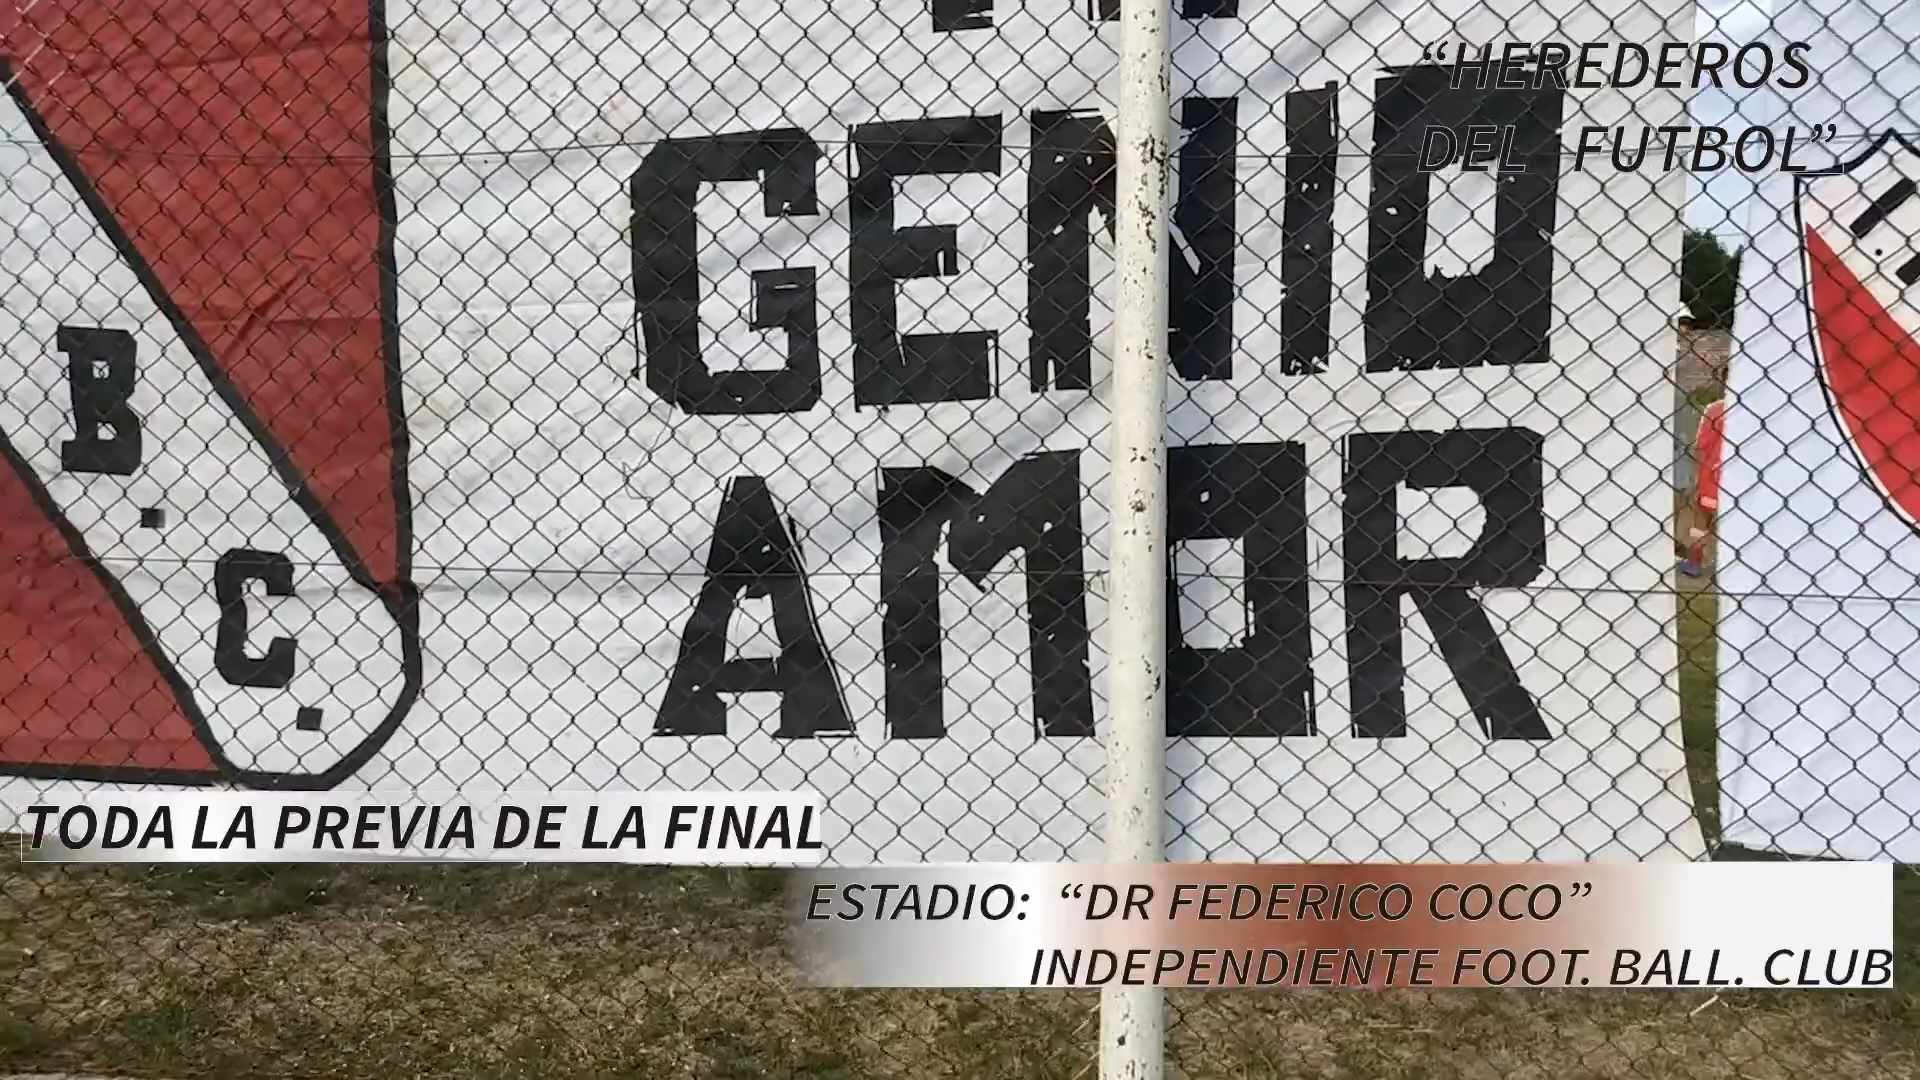 “HEREDEROS
DEL FUTBOL”
GENIO
AMOR
B.
C.
TODA LA PREVIA DE LA FINAL
ESTADIO: “DR FEDERICO COCO”
INDEPENDIENTE FOOT. BALL. CLUB